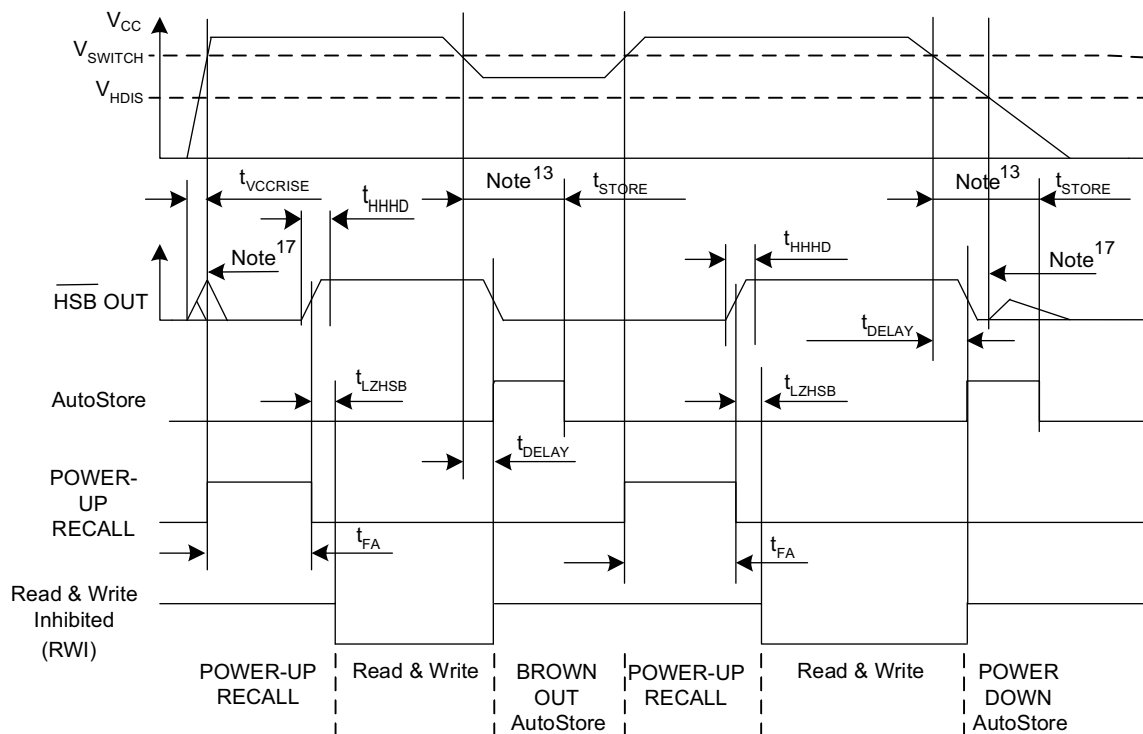 VCC
VSWITCH
VHDIS
tVCCRISE
tHHHD
Note13
tSTORE
Note13
tSTORE
Note17
tHHHD
Note17
HSB OUT
tDELAY
tLZHSB
tLZHSB
AutoStore
tDELAY
POWER-
UP
RECALL
tFA
tFA
Read & Write
Inhibited
(RWI)
POWER-UP
RECALL
Read & Write
BROWN
OUT
AutoStore
POWER-UP
RECALL
Read & Write
POWER
DOWN
AutoStore